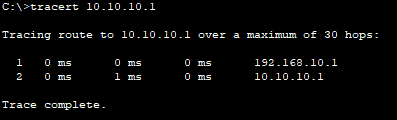 C:\>tracert 10.10.10.1
Tracing route to 10.10.10.1 over a maximum of 30 hops:
1 0 ms 0 ms 0 ms 192.168.10.1
2 0 ms 1 ms 0 ms 10.10.10.1
Trace complete.